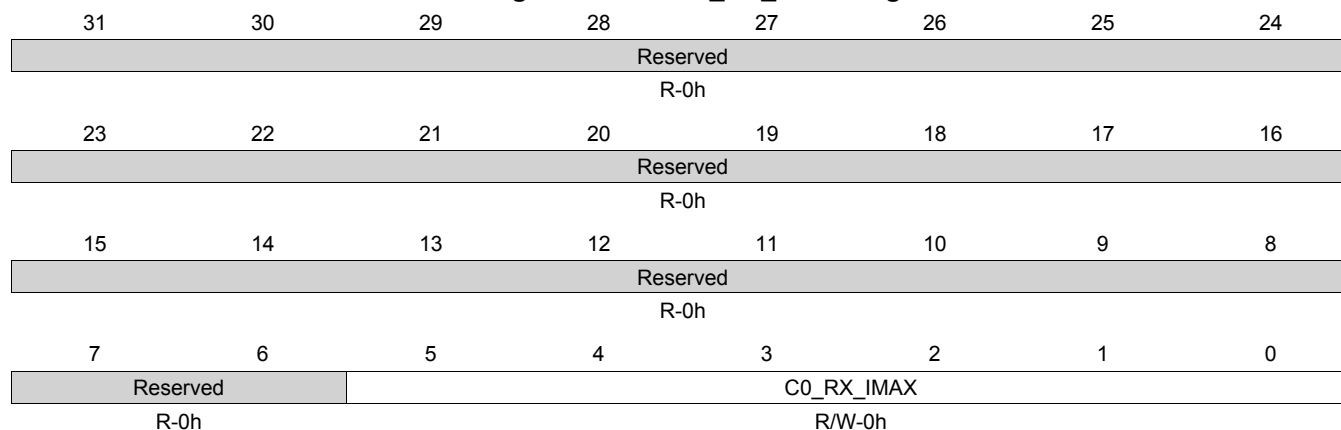 31 30 29 28 27 26 25 24
Reserved
R-0h
23 22 21 20 19 18 17 16
Reserved
R-0h
15 14 13 12 11 10 9 8
Reserved
R-0h
7 6 5 4 3 2 1 0
Reserved C0_RX_IMAX
R-0h R/W-0h